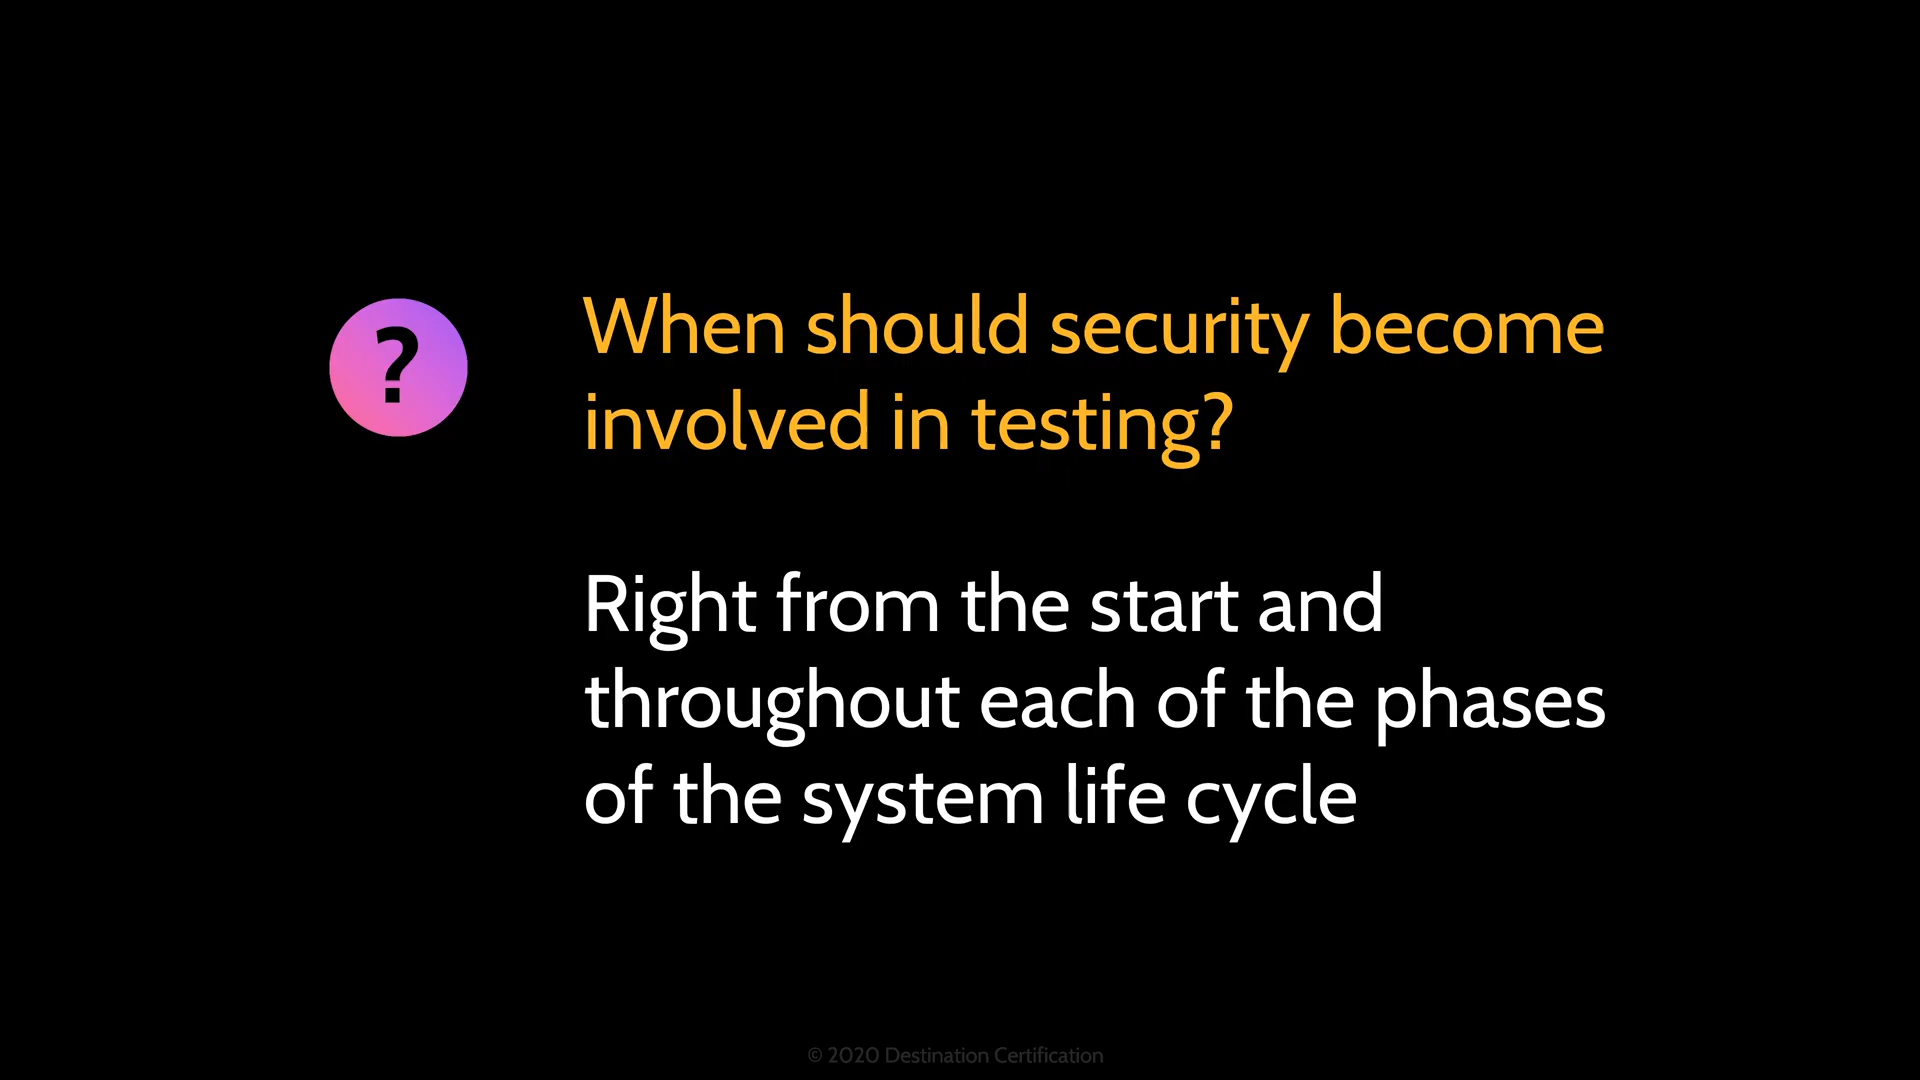 ?
When should security become
involved in testing?
Right from the start and
throughout each of the phases
of the system life cycle
© 2020 Destination Certification